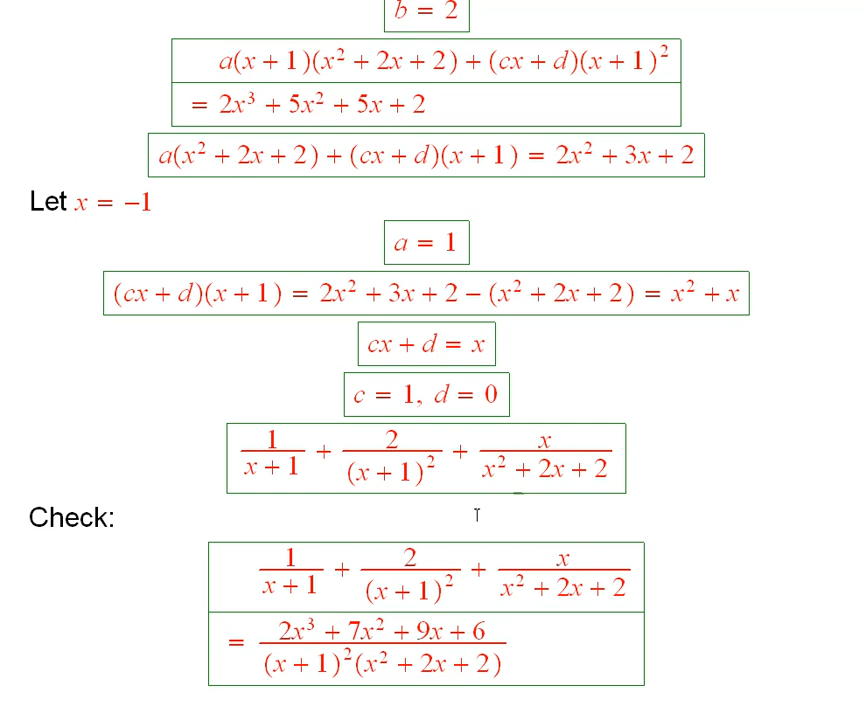 b = 2
a(x + 1)(x² + 2x + 2) + (cx + d)(x + 1)²
= 2x³ + 5x² + 5x + 2
a(x² + 2x + 2) + (cx + d)(x + 1) = 2x² + 3x + 2
Let x = −1
a = 1
(cx + d)(x + 1) = 2x² + 3x + 2 − (x² + 2x + 2) = x² + x
cx + d = x
c = 1, d = 0
1/(x + 1) + 2/(x + 1)² + x/(x² + 2x + 2)
Check:
1/(x + 1) + 2/(x + 1)² + x/(x² + 2x + 2)
= (2x³ + 7x² + 9x + 6)/((x + 1)²(x² + 2x + 2))